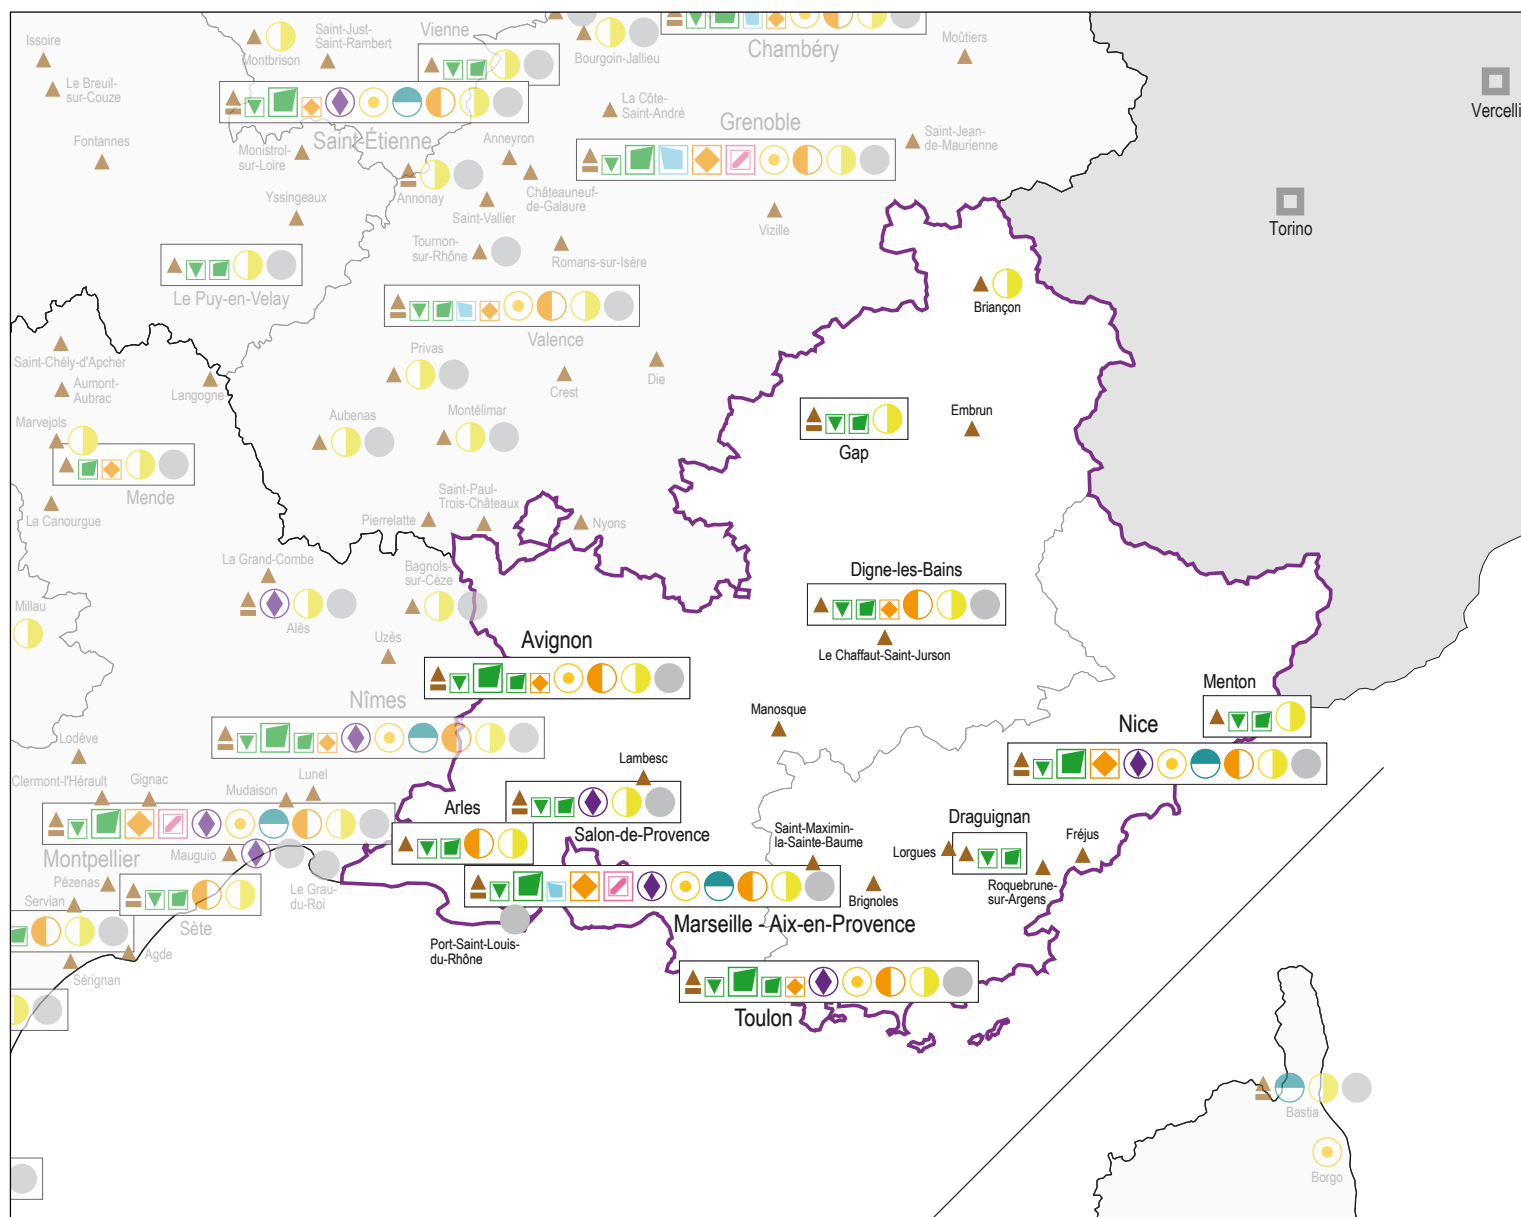 Issoire
Saint-Just-
Saint-Rambert
Montbrison
Vienne
Bourgoin-Jallieu
Chambéry
Moûtiers
Vercelli
Le Breuil-
sur-Couze
La Côte-
Saint-André
Grenoble
Saint-Jean-
de-Maurienne
Fontannes
Saint-Étienne
Monistrol-
sur-Loire
Anneyron
Annonay
Châteauneuf-
de-Galaure
Yssingeaux
Saint-Vallier
Vizille
Torino
Tournon-
sur-Rhône
Romans-sur-Isère
Le Puy-en-Velay
Briançon
Valence
Saint-Chély-d'Apcher
Privas
Aumont-
Aubrac
Langogne
Crest
Die
Marvejols
Aubenas
Montélimar
Embrun
Gap
Mende
Saint-Paul-
Trois-Châteaux
La Canourgue
Pierrelatte
Nyons
La Grand-Combe
Bagnols-
sur-Cèze
Digne-les-Bains
Millau
Alès
Uzès
Avignon
Le Chaffaut-Saint-Jurson
Menton
Nîmes
Manosque
Nice
Lodève
Lambesc
Clermont-l'Hérault
Gignac
Mudaison
Lunel
Arles
Salon-de-Provence
Saint-Maximin-
la-Sainte-Baume
Draguignan
Fréjus
Lorgues
Montpellier
Mauguio
Roquebrune-
sur-Argens
Pézenas
Le Grau-
du-Roi
Brignoles
Servian
Sète
Marseille - Aix-en-Provence
Port-Saint-Louis-
du-Rhône
Agde
Sérignan
Toulon
Bastia
Borgo